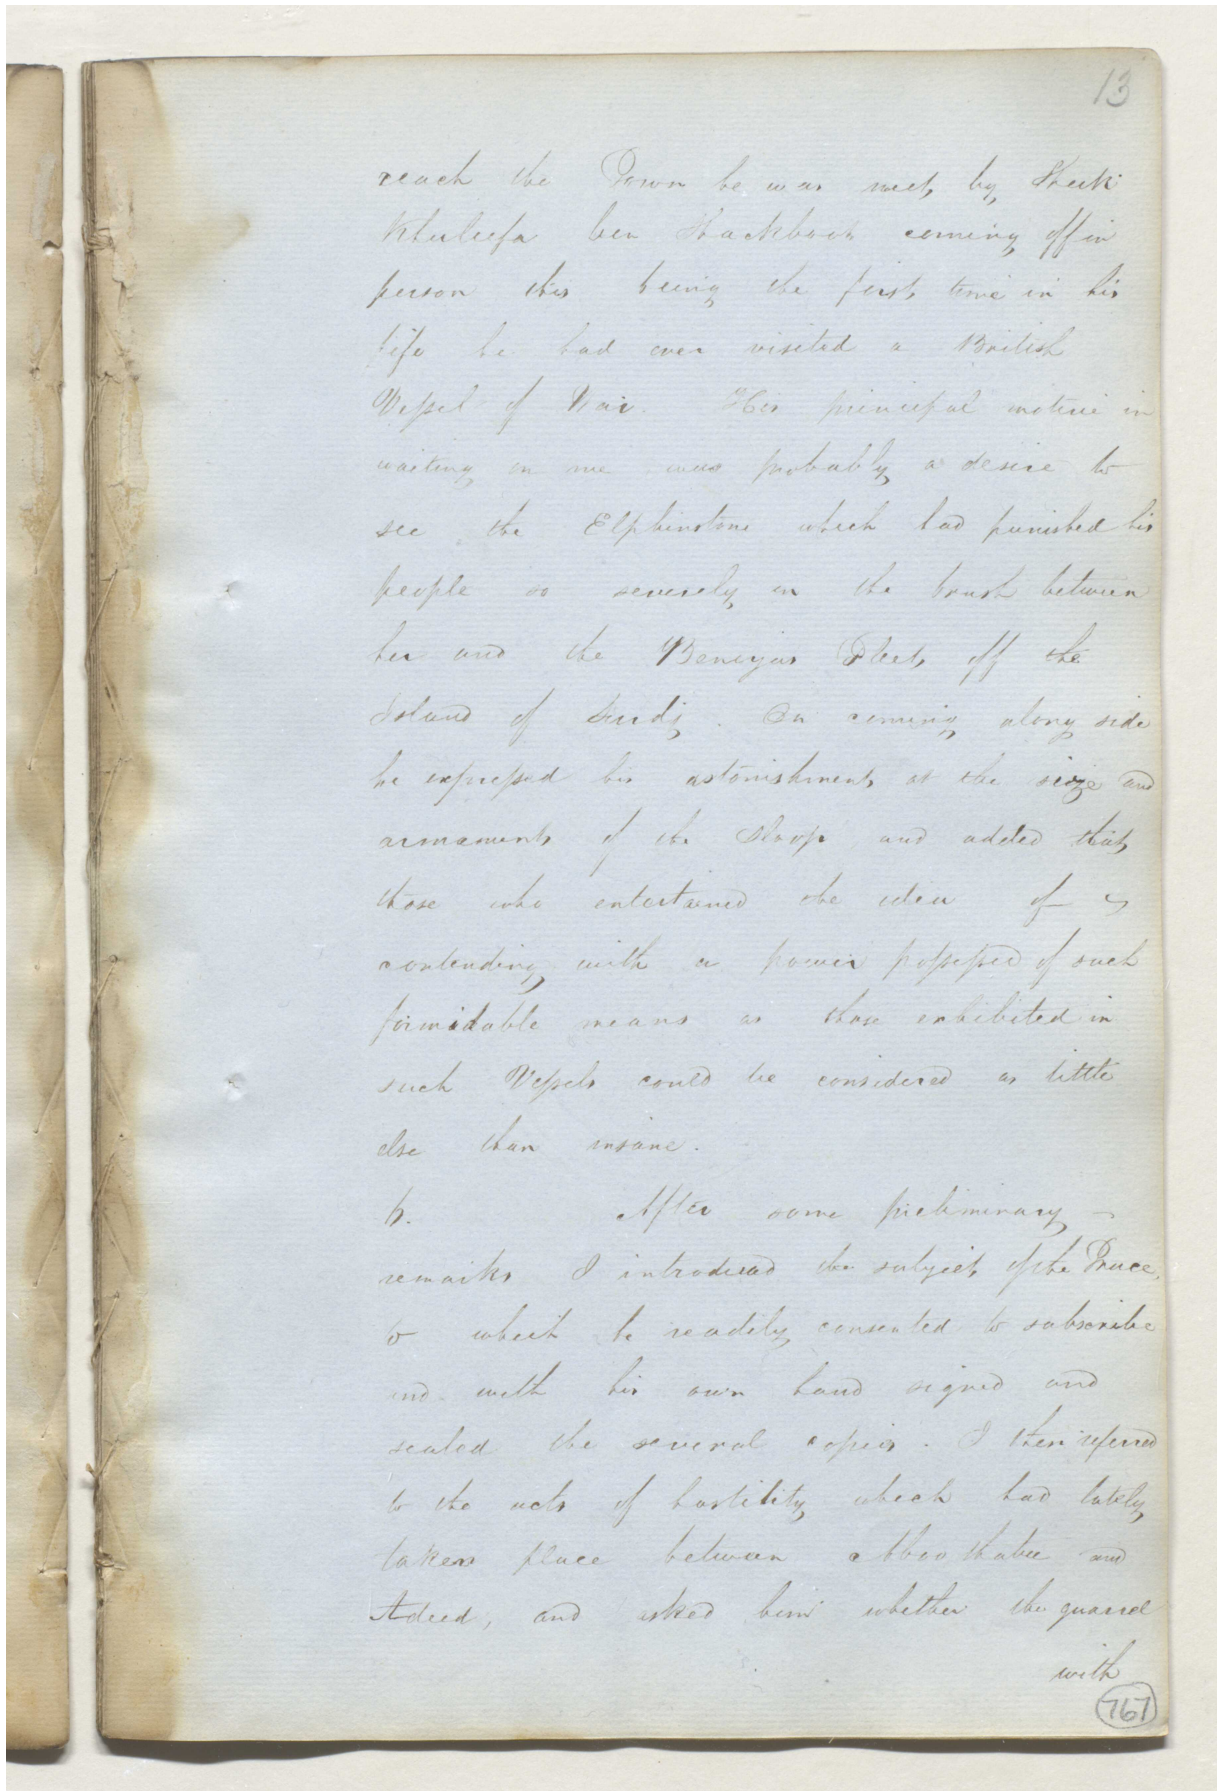 13
reach the Town he was met, by, Sheik
Khuleefa ben Shackboot coming off in
person this being the first time in his
life he had ever visited a British
Vessel of War. His principal motive in
waiting on me was probably a desire to
see the Elphinstone which had punished his
people so severely in the brush between
her and the Beniyas Fleet, off the
Island of Surdy. On coming along side
he expressed his astonishment at the size and
armament of the Sloop and added that,
those who entertained the idea of
contending with a power possessed of such
formidable means as those exhibited in
such Vessels could be considered as little
else than insane.
6. After some preliminary
remarks I introduced the subject of the Truce,
to which he readily consented to subscribe
and with his own hand signed and
sealed the several copies. I then referred
to the acts of hostility which had lately
taken place between Aboothabee and
Adeed, and asked him whether the quarrel
with
767